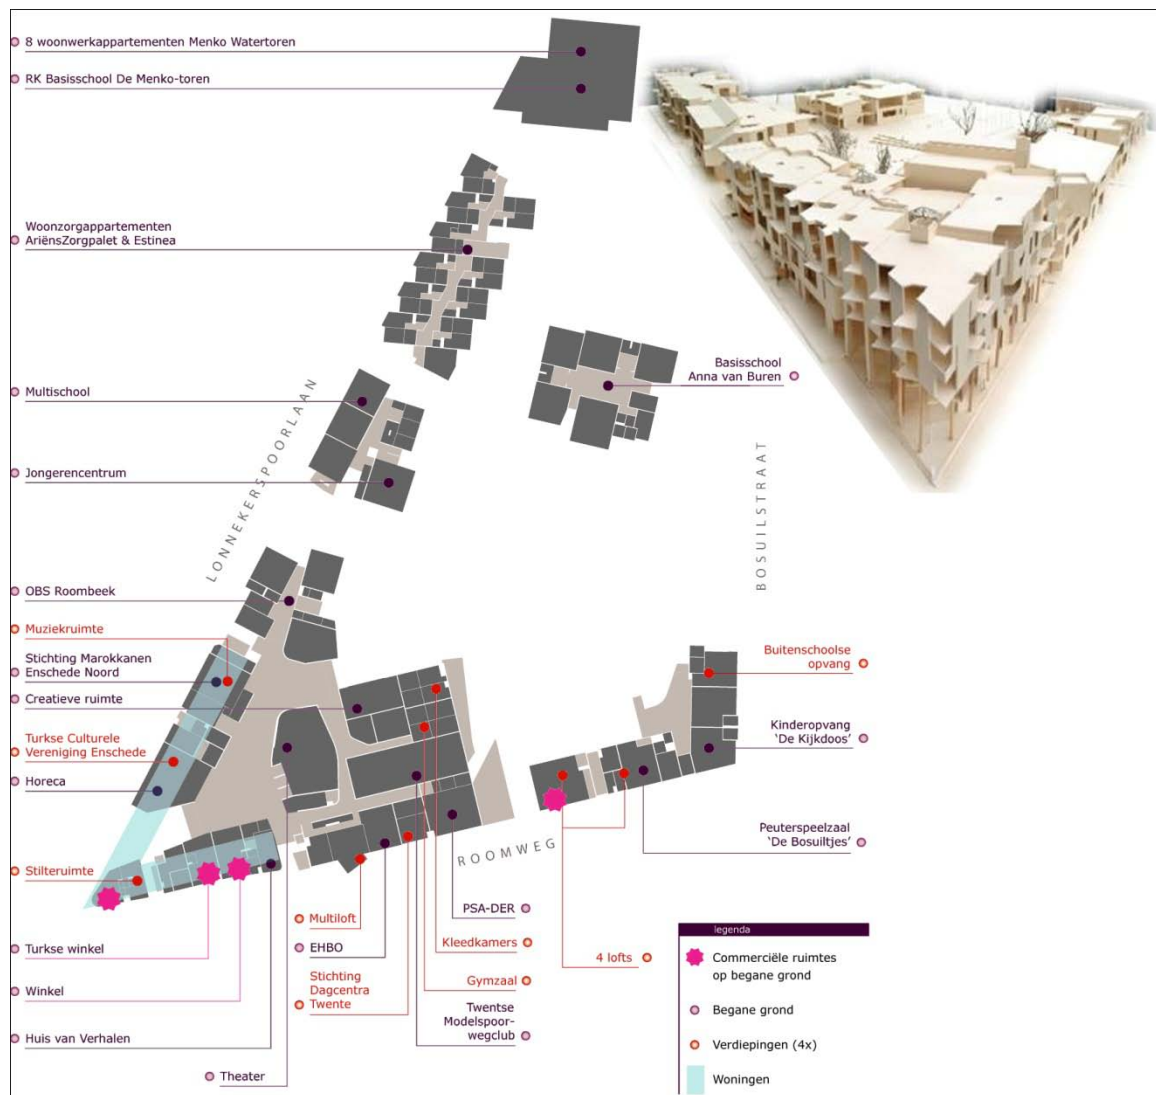 8 woonwerkappartementen Menko Watertoren
RK Basisschool De Menko-toren
Woonzorgappartementen
AriënsZorgpalet & Estinea
Basisschool
Anna van Buren
Multischool
Jongerencentrum
LONNEKERSPOORLAAN
BOSUILSTRAAT
OBS Roombeek
Muziekruimte
Stichting Marokkanen
Enschede Noord
Creatieve ruimte
Turkse Culturele
Vereniging Enschede
Horeca
Stilteruimte
Buitenschoolse
opvang
Kinderopvang
‘De Kijkdoos’
Peuterspeelzaal
‘De Bosuiltjes’
ROOMWEG
Turkse winkel
Winkel
Huis van Verhalen
Theater
Multiloft
EHBO
Stichting
Dagcentra
Twente
PSA-DER
Kleedkamers
Gymzaal
Twentse
Modelspoor-
wegclub
4 lofts
legenda
Commerciële ruimtes
op begane grond
Begane grond
Verdiepingen (4x)
Woningen